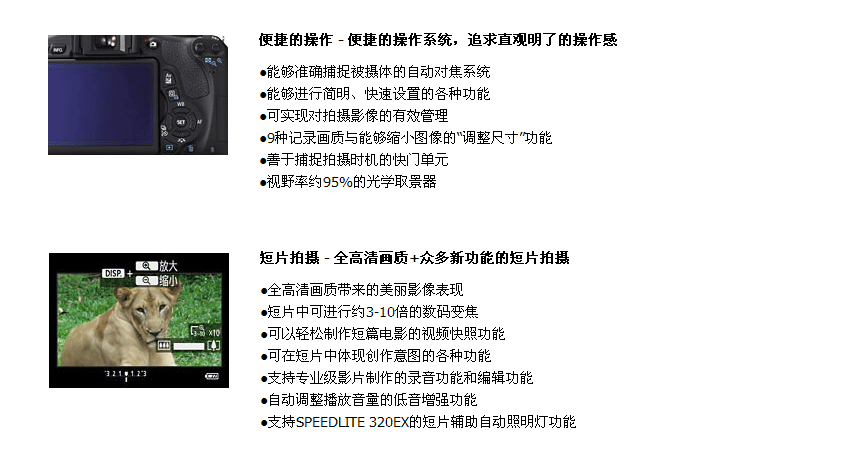 便捷的操作 - 便捷的操作系统，追求直观明了的操作感
●能够准确捕捉被摄体的自动对焦系统
●能够进行简明、快速设置的各种功能
●可实现对拍摄影像的有效管理
●9种记录画质与能够缩小图像的“调整尺寸”功能
●善于捕捉拍摄时机的快门单元
●视野率约95%的光学取景器
INFO.
Av
WB
SET
AF
短片拍摄 - 全高清画质+众多新功能的短片拍摄
●全高清画质带来的美丽影像表现
●短片中可进行约3-10倍的数码变焦
●可以轻松制作短篇电影的视频快照功能
●可在短片中体现创作意图的各种功能
●支持专业级影片制作的录音功能和编辑功能
●自动调整播放音量的低音增强功能
●支持SPEEDLITE 320EX的短片辅助自动照明灯功能
放大
DISP. +
缩小
3-10 x10
-3..2..1..0..1..2.+3